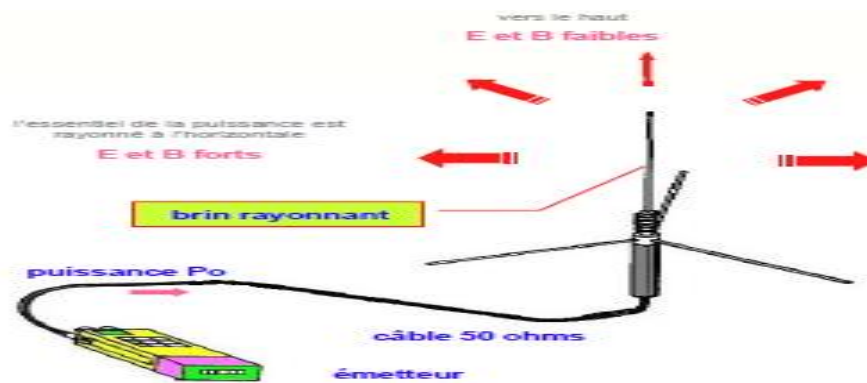 vers le haut
E et B faibles
l'essentiel de la puissance est
rayonné à l'horizontale
E et B forts
brin rayonnant
puissance Po
câble 50 ohms
émetteur